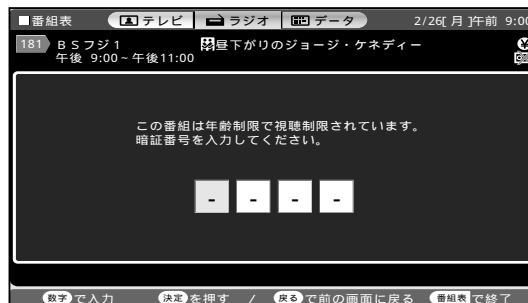 ■番組表 テレビ ラジオ データ 2/26[月]午前 9:00
181 BSフジ1 昼下がりのジョージ・ケネディー
午後 9:00~午後11:00
この番組は年齢制限で視聴制限されています。
暗証番号を入力してください。
- - - -
数字で入力 決定を押す / 戻るで前の画面に戻る 番組表で終了